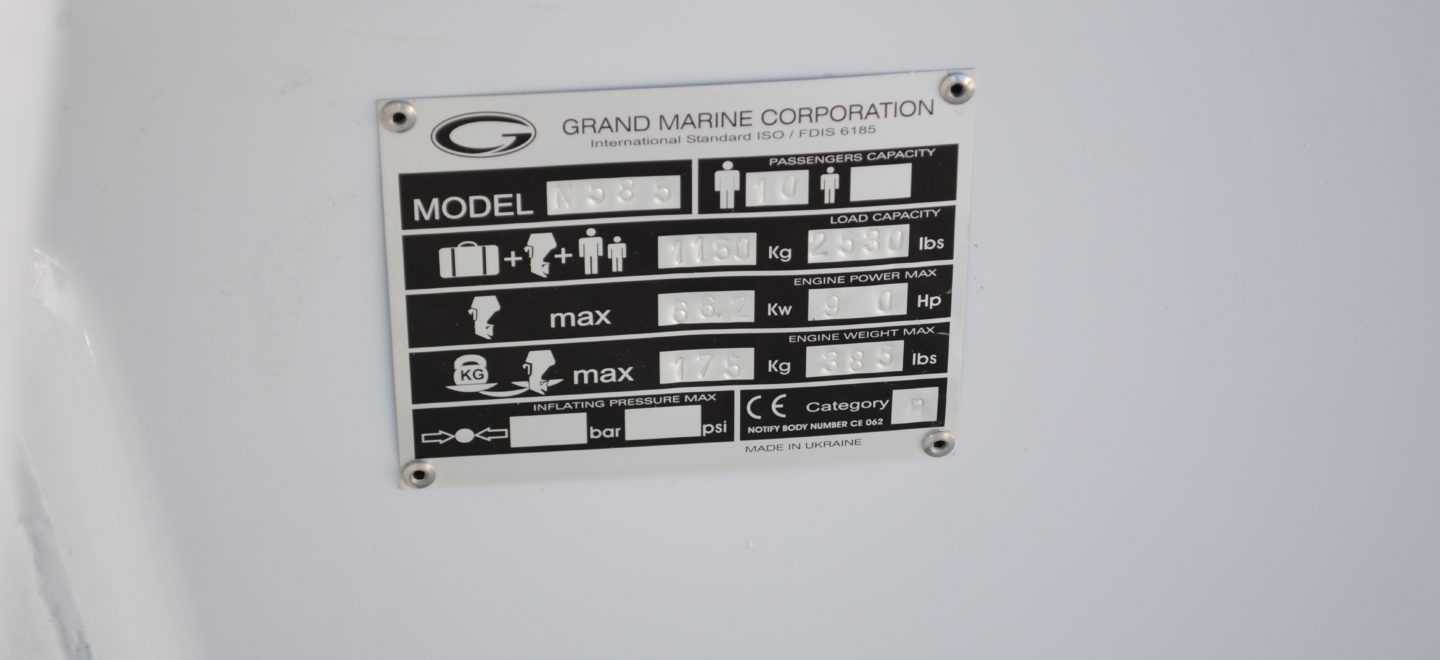 G GRAND MARINE CORPORATION
International Standard ISO / FDIS 6185
MODEL N585
PASSENGERS CAPACITY
10
LOAD CAPACITY
1150 Kg 2530 lbs
ENGINE POWER MAX
max 66,2 Kw 90 Hp
ENGINE WEIGHT MAX
KG max 175 Kg 385 lbs
INFLATING PRESSURE MAX
bar psi
CE Category B
NOTIFY BODY NUMBER CE 062
MADE IN UKRAINE